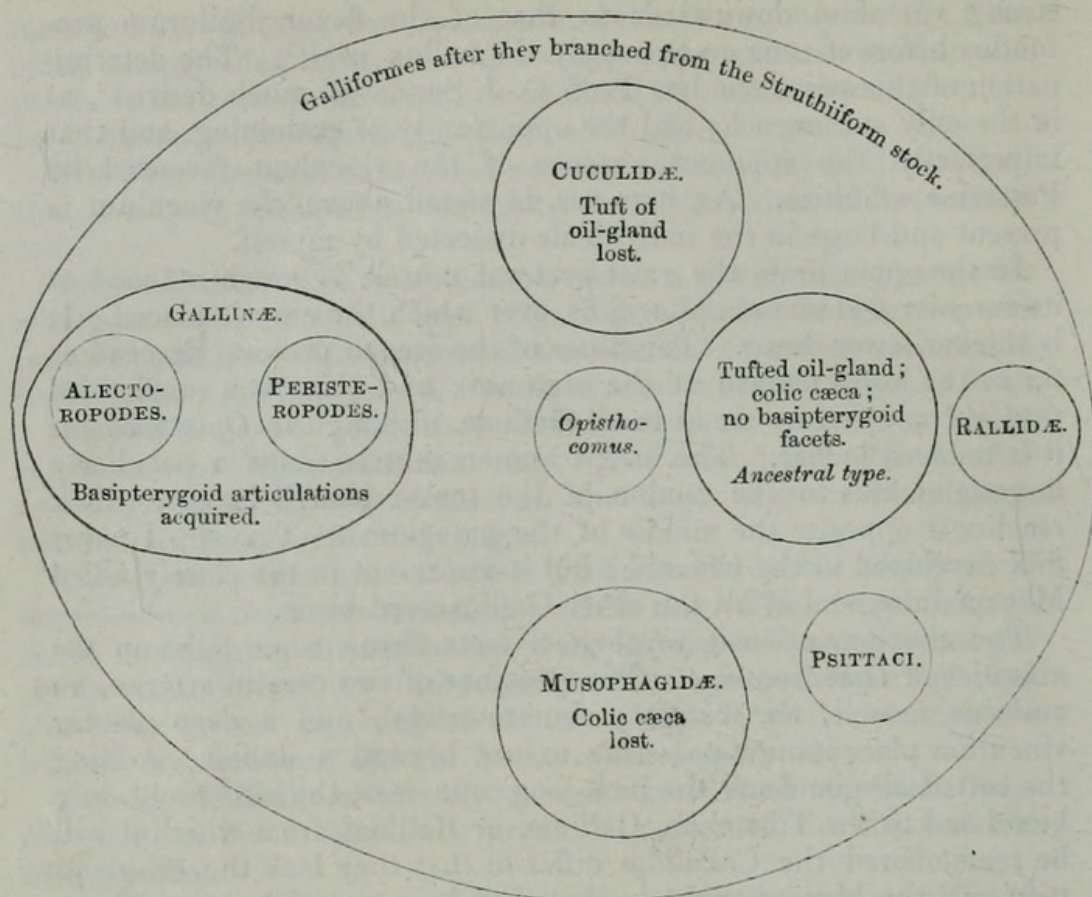 Galliformes after they branched from the Struthiiform stock.
CUCULIDÆ.
Tuft of
oil-gland
lost.
GALLINÆ.
ALECTO-
ROPODES.
PERISTE-
ROPODES.
Basipterygoid articulations
acquired.
Opistho-
comus.
Tufted oil-gland;
colic cæca;
no basipterygoid
facets.
Ancestral type.
RALLIDÆ.
MUSOPHAGIDÆ.
Colic cæca
lost.
PSITTACI.